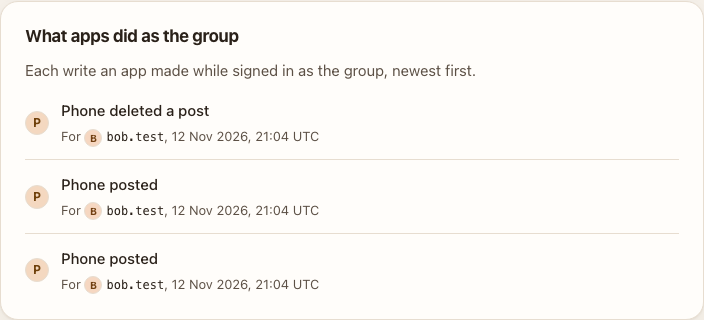 What apps did as the group
Each write an app made while signed in as the group, newest first.
P
Phone deleted a post
For B bob.test, 12 Nov 2026, 21:04 UTC
P
Phone posted
For B bob.test, 12 Nov 2026, 21:04 UTC
P
Phone posted
For B bob.test, 12 Nov 2026, 21:04 UTC